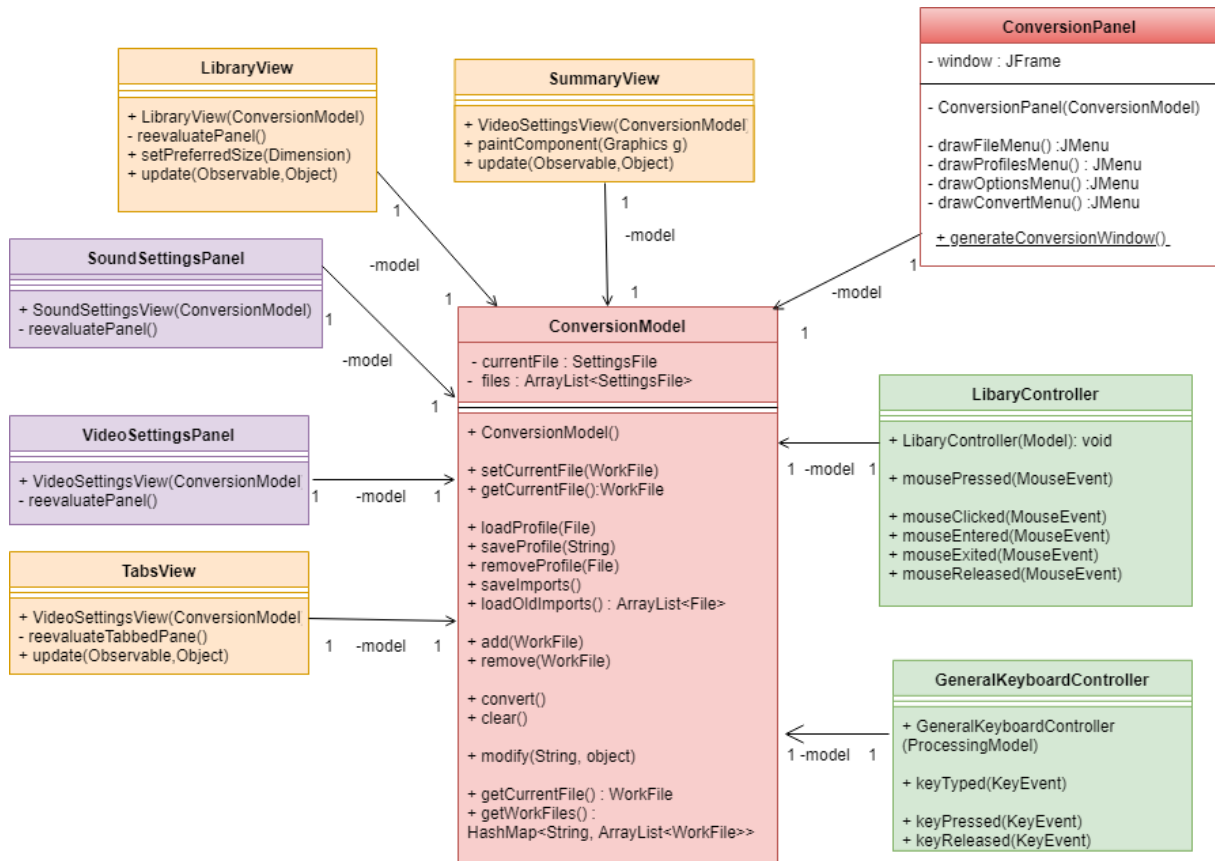 LibraryView
+ LibraryView(ConversionModel)
- reevaluatePanel()
+ setPreferredSize(Dimension)
+ update(Observable,Object)
1
-model
1
SummaryView
+ VideoSettingsView(ConversionModel)
+ paintComponent(Graphics g)
+ update(Observable,Object)
1
-model
1
ConversionPanel
- window : JFrame
- ConversionPanel(ConversionModel)
- drawFileMenu() :JMenu
- drawProfilesMenu() : JMenu
- drawOptionsMenu() :JMenu
- drawConvertMenu() :JMenu
+ generateConversionWindow()
1
-model
1
SoundSettingsPanel
+ SoundSettingsView(ConversionModel)
- reevaluatePanel()
1
-model
1
VideoSettingsPanel
+ VideoSettingsView(ConversionModel)
- reevaluatePanel()
1 -model 1
TabsView
+ VideoSettingsView(ConversionModel)
- reevaluateTabbedPane()
+ update(Observable,Object)
1 -model 1
ConversionModel
- currentFile : SettingsFile
- files : ArrayList<SettingsFile>
+ ConversionModel()
+ setCurrentFile(WorkFile)
+ getCurrentFile():WorkFile
+ loadProfile(File)
+ saveProfile(String)
+ removeProfile(File)
+ saveImports()
+ loadOldImports() : ArrayList<File>
+ add(WorkFile)
+ remove(WorkFile)
+ convert()
+ clear()
+ modify(String, object)
+ getCurrentFile() : WorkFile
+ getWorkFiles() :
HashMap<String, ArrayList<WorkFile>>
LibaryController
+ LibaryController(Model): void
+ mousePressed(MouseEvent)
+ mouseClicked(MouseEvent)
+ mouseEntered(MouseEvent)
+ mouseExited(MouseEvent)
+ mouseReleased(MouseEvent)
1 -model 1
GeneralKeyboardController
+ GeneralKeyboardController
(ProcessingModel)
+ keyTyped(KeyEvent)
+ keyPressed(KeyEvent)
+ keyReleased(KeyEvent)
1 -model 1